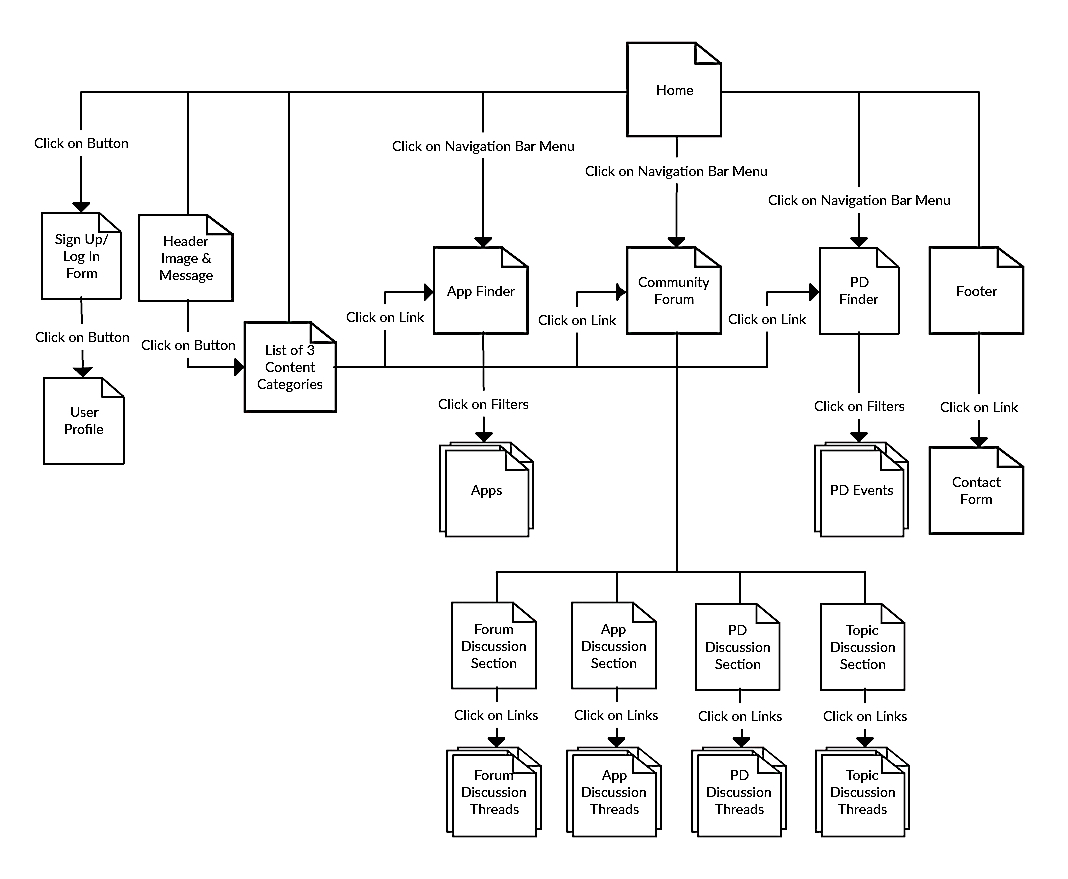 Home
Click on Button
Click on Navigation Bar Menu
Click on Navigation Bar Menu
Click on Navigation Bar Menu
Sign Up/
Log In
Form
Header
Image &
Message
App Finder
Community
Forum
PD
Finder
Footer
Click on Button
Click on Button
Click on Link
Click on Link
Click on Link
List of 3
Content
Categories
User
Profile
Click on Filters
Click on Filters
Click on Link
Apps
PD Events
Contact
Form
Forum
Discussion
Section
App
Discussion
Section
PD
Discussion
Section
Topic
Discussion
Section
Click on Links
Click on Links
Click on Links
Click on Links
Forum
Discussion
Threads
App
Discussion
Threads
PD
Discussion
Threads
Topic
Discussion
Threads